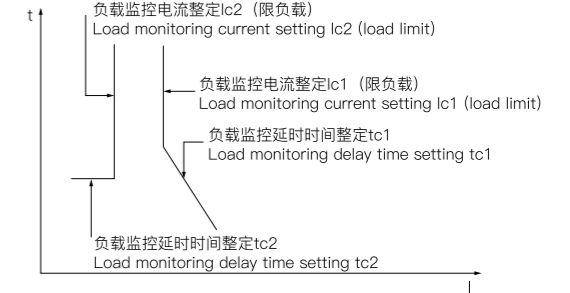 t
负载监控电流整定Ic2（限负载）
Load monitoring current setting Ic2 (load limit)
负载监控电流整定Ic1（限负载）
Load monitoring current setting Ic1 (load limit)
负载监控延时时间整定tc1
Load monitoring delay time setting tc1
负载监控延时时间整定tc2
Load monitoring delay time setting tc2
I